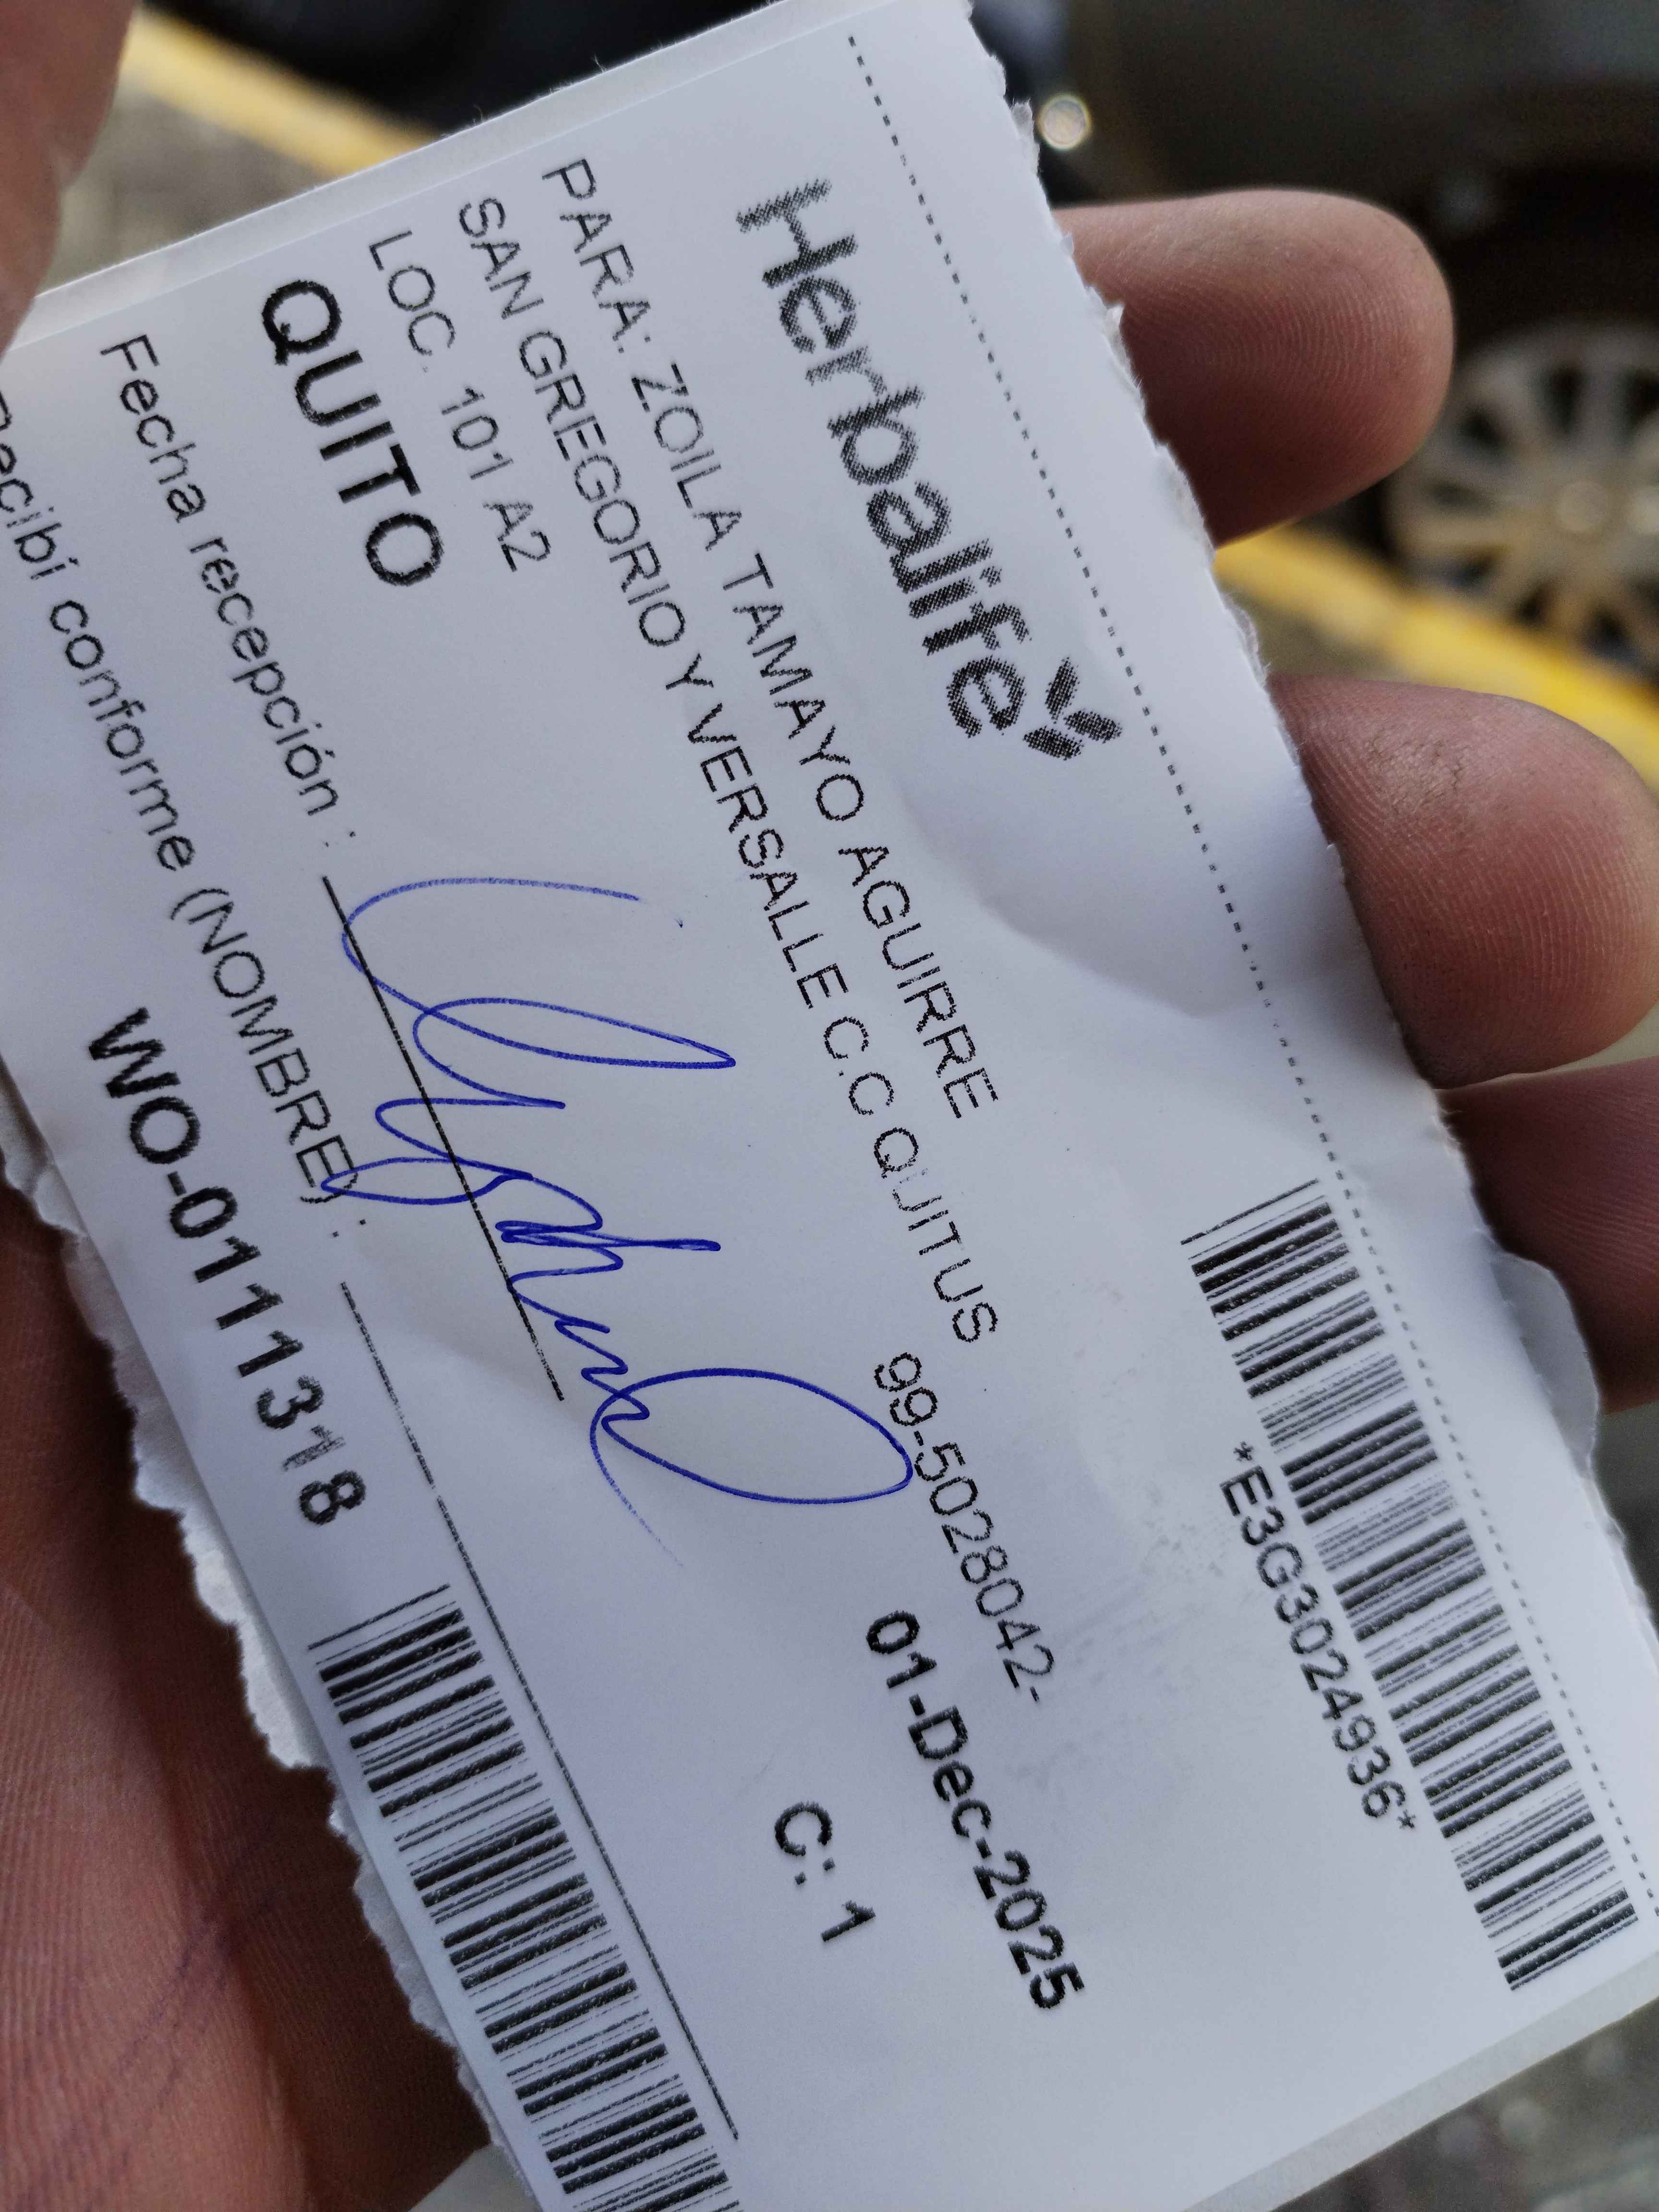 Herbalife
*E3G3024936*
PARA: ZOILA TAMAYO AGUIRRE
SAN GREGORIO Y VERSALLE C.C QUITUS 99-5028042-
LOC. 101 A2
01-Dec-2025
QUITO
C: 1
Fecha recepción :
Recibí conforme (NOMBRE) :
WO-0111318